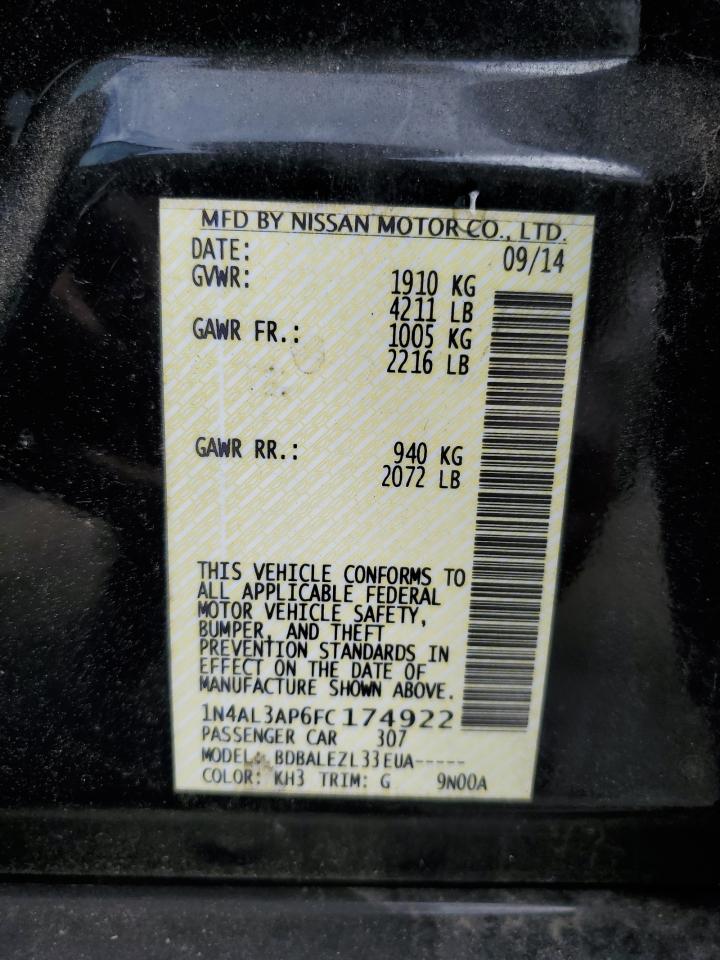 MFD BY NISSAN MOTOR CO., LTD.
DATE: 09/14
GVWR: 1910 KG
4211 LB
GAWR FR.: 1005 KG
2216 LB
GAWR RR.: 940 KG
2072 LB
THIS VEHICLE CONFORMS TO
ALL APPLICABLE FEDERAL
MOTOR VEHICLE SAFETY,
BUMPER, AND THEFT
PREVENTION STANDARDS IN
EFFECT ON THE DATE OF
MANUFACTURE SHOWN ABOVE.
1N4AL3AP6FC174922
PASSENGER CAR 307
MODEL: BDBALEZL33EUA-----
COLOR: KH3 TRIM: G 9N00A